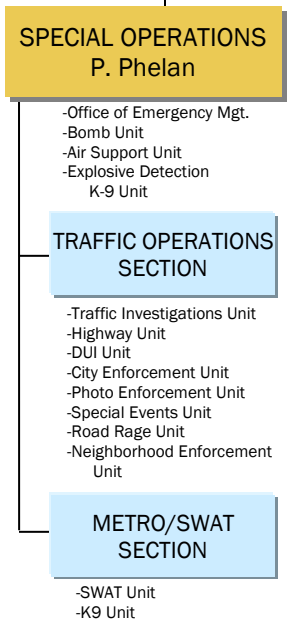 SPECIAL OPERATIONS
P. Phelan
-Office of Emergency Mgt.
-Bomb Unit
-Air Support Unit
-Explosive Detection
K-9 Unit
TRAFFIC OPERATIONS
SECTION
-Traffic Investigations Unit
-Highway Unit
-DUI Unit
-City Enforcement Unit
-Photo Enforcement Unit
-Special Events Unit
-Road Rage Unit
-Neighborhood Enforcement
Unit
METRO/SWAT
SECTION
-SWAT Unit
-K9 Unit